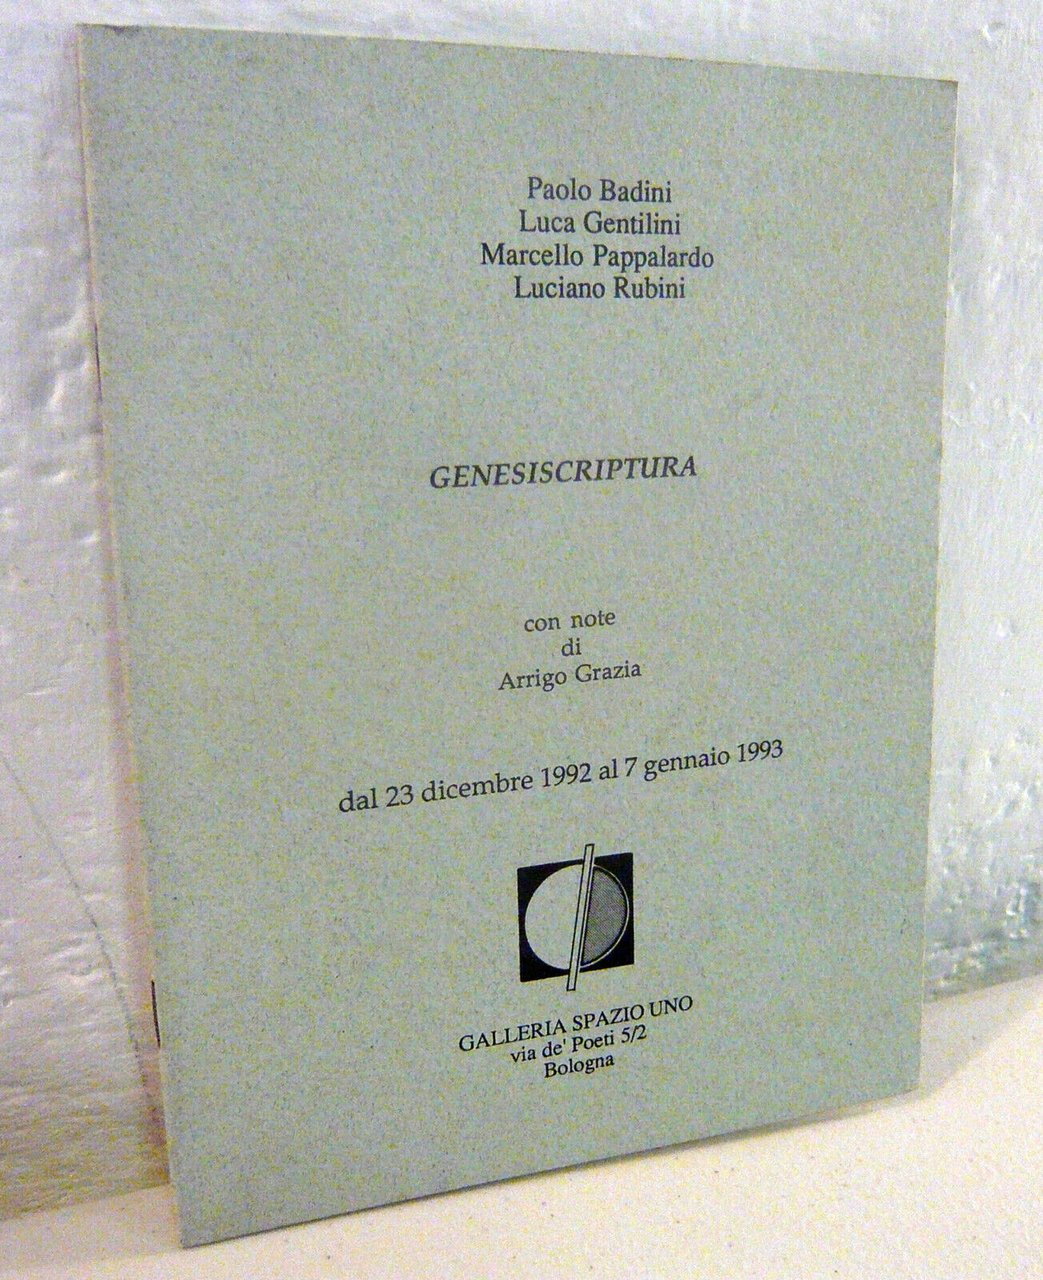 Paolo Badini
Luca Gentilini
Marcello Pappalardo
Luciano Rubini
GENESISCRIPTURA
con note
di
Arrigo Grazia
dal 23 dicembre 1992 al 7 gennaio 1993
GALLERIA SPAZIO UNO
via de' Poeti 5/2
Bologna